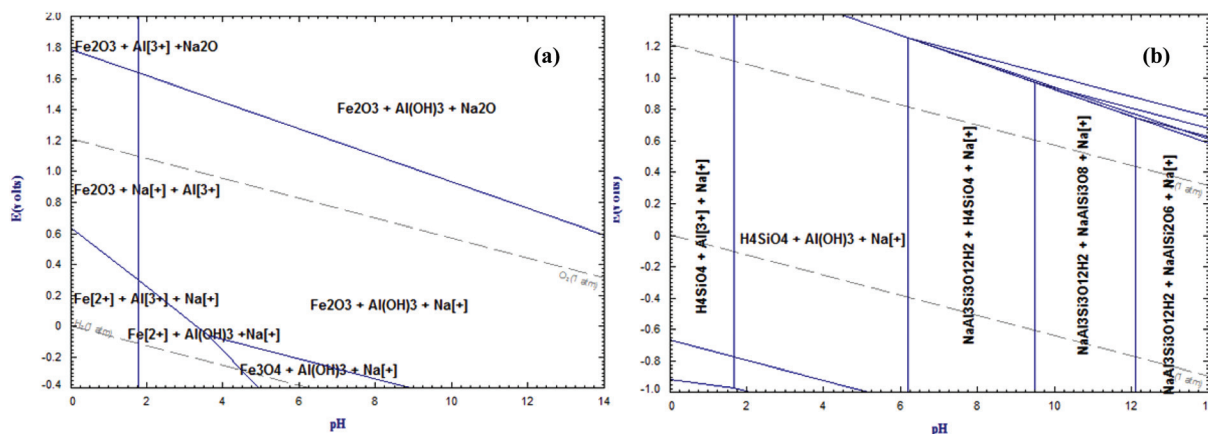 (a)
2.0
1.8
1.6
1.4
1.2
1.0
0.8
0.6
0.4
0.2
0
-0.2
-0.4
E(volts)
Fe2O3 + Al[3+] +Na2O
Fe2O3 + Al(OH)3 + Na2O
Fe2O3 + Na[+] + Al[3+]
O₂(1 atm)
Fe[2+] + Al[3+] + Na[+]
Fe2O3 + Al(OH)3 + Na[+]
H₂(1 atm)
Fe[2+] + Al(OH)3 +Na[+]
Fe3O4 + Al(OH)3 + Na[+]
0 2 4 6 8 10 12 14
pH
(b)
1.2
0.8
0.6
0.4
0.2
0
-0.2
-0.4
-0.6
-0.8
-1.0
E(volts)
H4SiO4 + Al[3+] + Na[+]
H4SiO4 + Al(OH)3 + Na[+]
NaAl3Si3O12H2 + H4SiO4 + Na[+]
NaAl3Si3O12H2 + NaAlSi3O8 + Na[+]
NaAl3Si3O12H2 + NaAlSi2O6 + Na[+]
(1 atm)
(1 atm)
0 2 4 6 8 10 12 14
pH